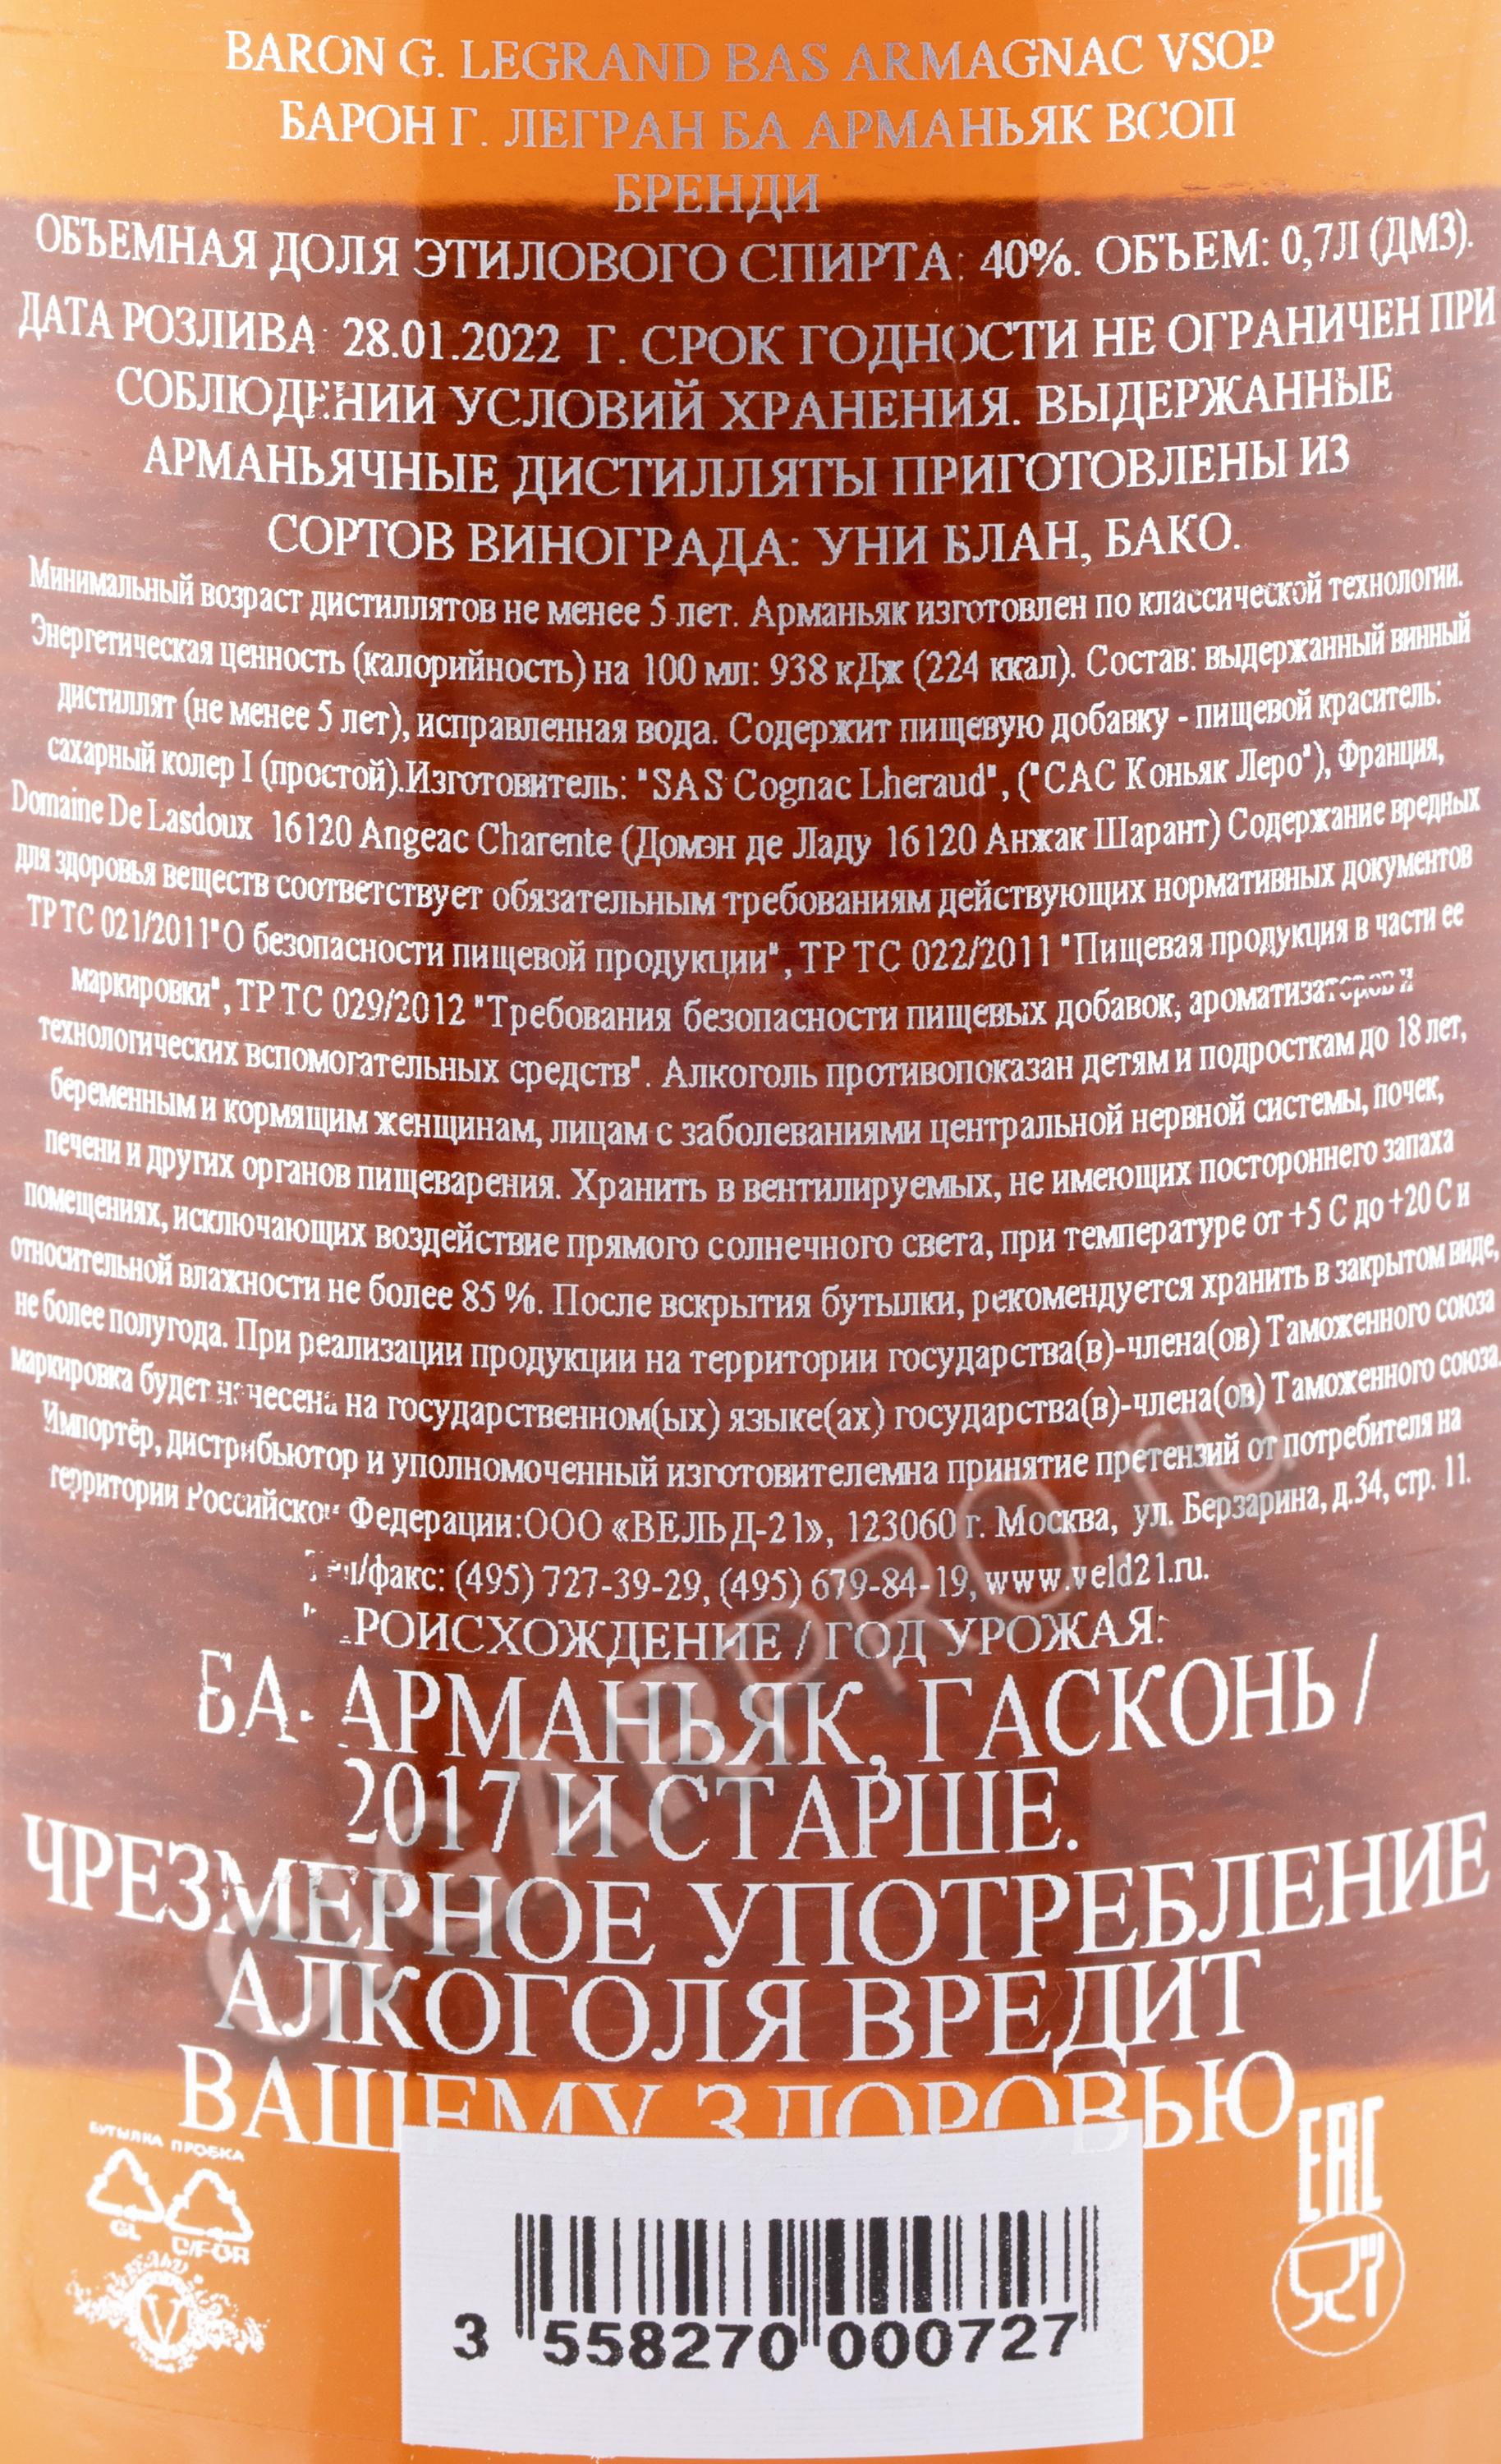 BARON G. LEGRAND BAS ARMAGNAC VSOP
БАРОН Г. ЛЕГРАН БА АРМАНЬЯК ВСОП
БРЕНДИ
ОБЪЕМНАЯ ДОЛЯ ЭТИЛОВОГО СПИРТА: 40%. ОБЪЕМ: 0,7Л (ДМ3).
ДАТА РОЗЛИВА: 28.01.2022 Г. СРОК ГОДНОСТИ НЕ ОГРАНИЧЕН ПРИ
СОБЛЮДЕНИИ УСЛОВИЙ ХРАНЕНИЯ. ВЫДЕРЖАННЫЕ
АРМАНЬЯЧНЫЕ ДИСТИЛЛЯТЫ ПРИГОТОВЛЕНЫ ИЗ
СОРТОВ ВИНОГРАДА: УНИ БЛАН, БАКО.
Минимальный возраст дистиллятов не менее 5 лет. Арманьяк изготовлен по классической технологии.
Энергетическая ценность (калорийность) на 100 мл: 938 кДж (224 ккал). Состав: выдержанный винный
дистиллят (не менее 5 лет), исправленная вода. Содержит пищевую добавку - пищевой краситель:
сахарный колер I (простой).Изготовитель: "SAS Cognac Lheraud", ("САС Коньяк Леро"), Франция,
Domaine De Lasdoux 16120 Angeac Charente (Домэн де Ладу 16120 Анжак Шарант) Содержание вредных
для здоровья веществ соответствует обязательным требованиям действующих нормативных документов
ТР ТС 021/2011"О безопасности пищевой продукции", ТР ТС 022/2011 "Пищевая продукция в части ее
маркировки", ТР ТС 029/2012 "Требования безопасности пищевых добавок, ароматизаторов и
технологических вспомогательных средств". Алкоголь противопоказан детям и подросткам до 18 лет,
беременным и кормящим женщинам, лицам с заболеваниями центральной нервной системы, почек,
печени и других органов пищеварения. Хранить в вентилируемых, не имеющих постороннего запаха
помещениях, исключающих воздействие прямого солнечного света, при температуре от +5 С до +20 С и
относительной влажности не более 85 %. После вскрытия бутылки, рекомендуется хранить в закрытом виде,
не более полугода. При реализации продукции на территории государства(в)-члена(ов) Таможенного союза
маркировка будет нанесена на государственном(ых) языке(ах) государства(в)-члена(ов) Таможенного союза.
Импортёр, дистрибьютор и уполномоченный изготовителемна принятие претензий от потребителя на
территории Российской Федерации:ООО «ВЕЛЬД-21», 123060 г. Москва, ул. Берзарина, д.34, стр. 11.
Тел/факс: (495) 727-39-29, (495) 679-84-19, www.veld21.ru.
ПРОИСХОЖДЕНИЕ / ГОД УРОЖАЯ:
БА- АРМАНЬЯК, ГАСКОНЬ /
2017 И СТАРШЕ.
ЧРЕЗМЕРНОЕ УПОТРЕБЛЕНИЕ
АЛКОГОЛЯ ВРЕДИТ
ВАШЕМУ ЗДОРОВЬЮ
БУТЫЛКА ПРОБКА
GL C/FOR
ВЕЛЬД
V
EAC
3 558270 000727
CIGARPRO.ru